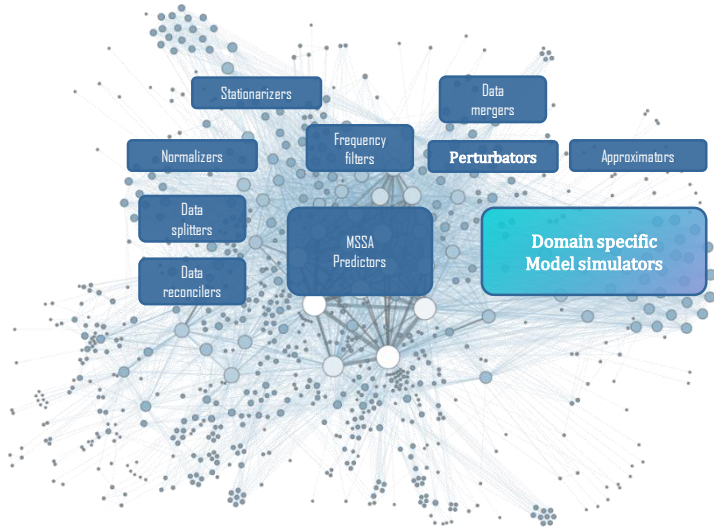 Stationarizers
Data
mergers
Normalizers
Frequency
filters
Perturbators
Approximators
Data
splitters
MSSA
Predictors
Domain specific
Model simulators
Data
reconcilers